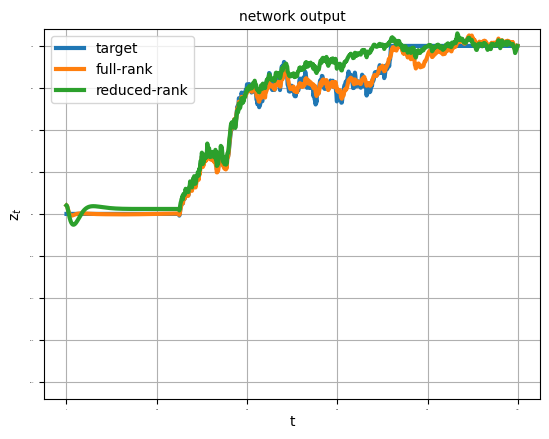 network output
target
full-rank
reduced-rank
z_t
t